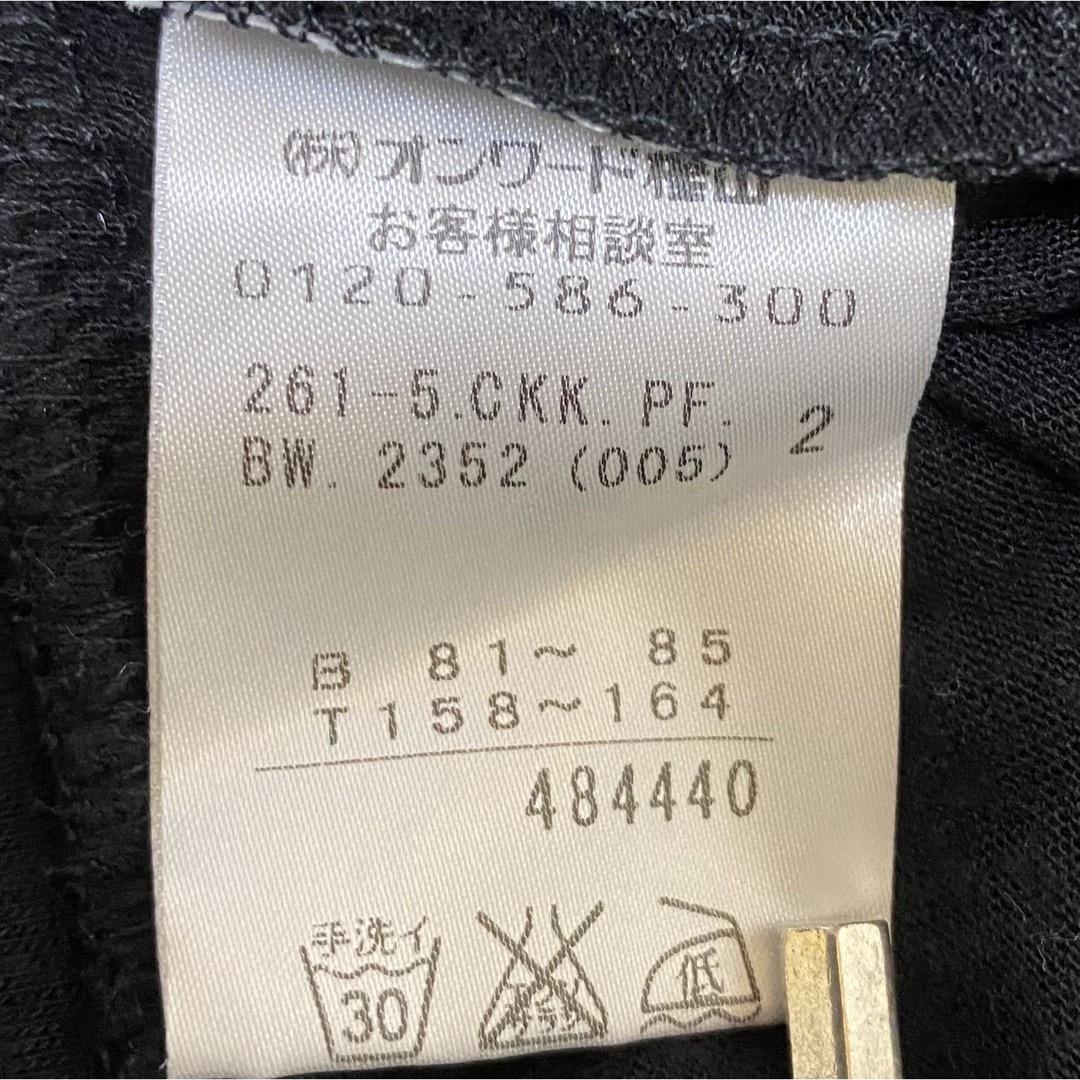 (株)オンワード樫山
お客様相談室
0120-586-300
261-5.CKK.PF. 2
BW. 2352 (005)
B 81～ 85
T158～164
484440
手洗イ
30
低